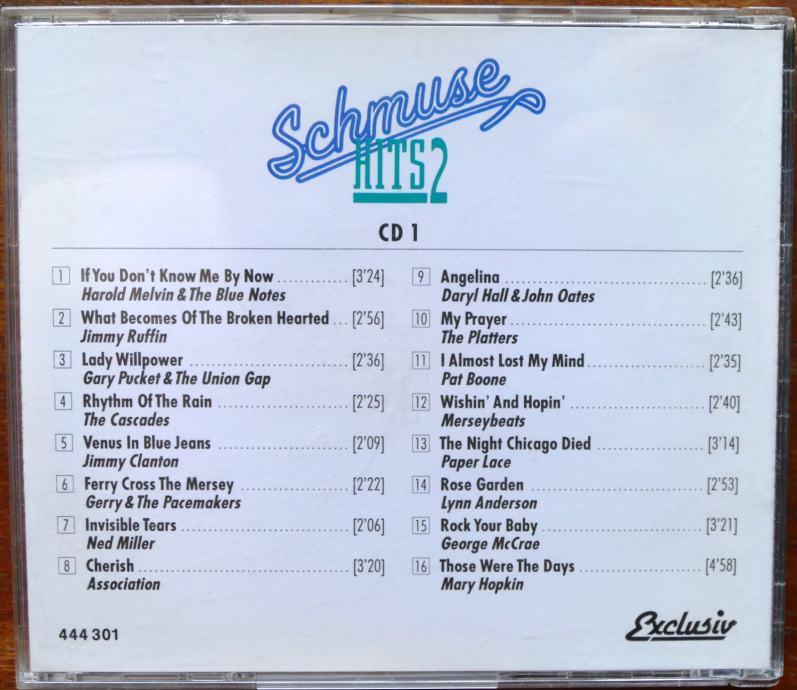 Schmuse
HITS 2
CD 1
1 If You Don't Know Me By Now [3'24]
Harold Melvin & The Blue Notes
2 What Becomes Of The Broken Hearted [2'56]
Jimmy Ruffin
3 Lady Willpower [2'36]
Gary Pucket & The Union Gap
4 Rhythm Of The Rain [2'25]
The Cascades
5 Venus In Blue Jeans [2'09]
Jimmy Clanton
6 Ferry Cross The Mersey [2'22]
Gerry & The Pacemakers
7 Invisible Tears [2'06]
Ned Miller
8 Cherish [3'20]
Association
9 Angelina [2'36]
Daryl Hall & John Oates
10 My Prayer [2'43]
The Platters
11 I Almost Lost My Mind [2'35]
Pat Boone
12 Wishin' And Hopin' [2'40]
Merseybeats
13 The Night Chicago Died [3'14]
Paper Lace
14 Rose Garden [2'53]
Lynn Anderson
15 Rock Your Baby [3'21]
George McCrae
16 Those Were The Days [4'58]
Mary Hopkin
444 301
Exclusiv